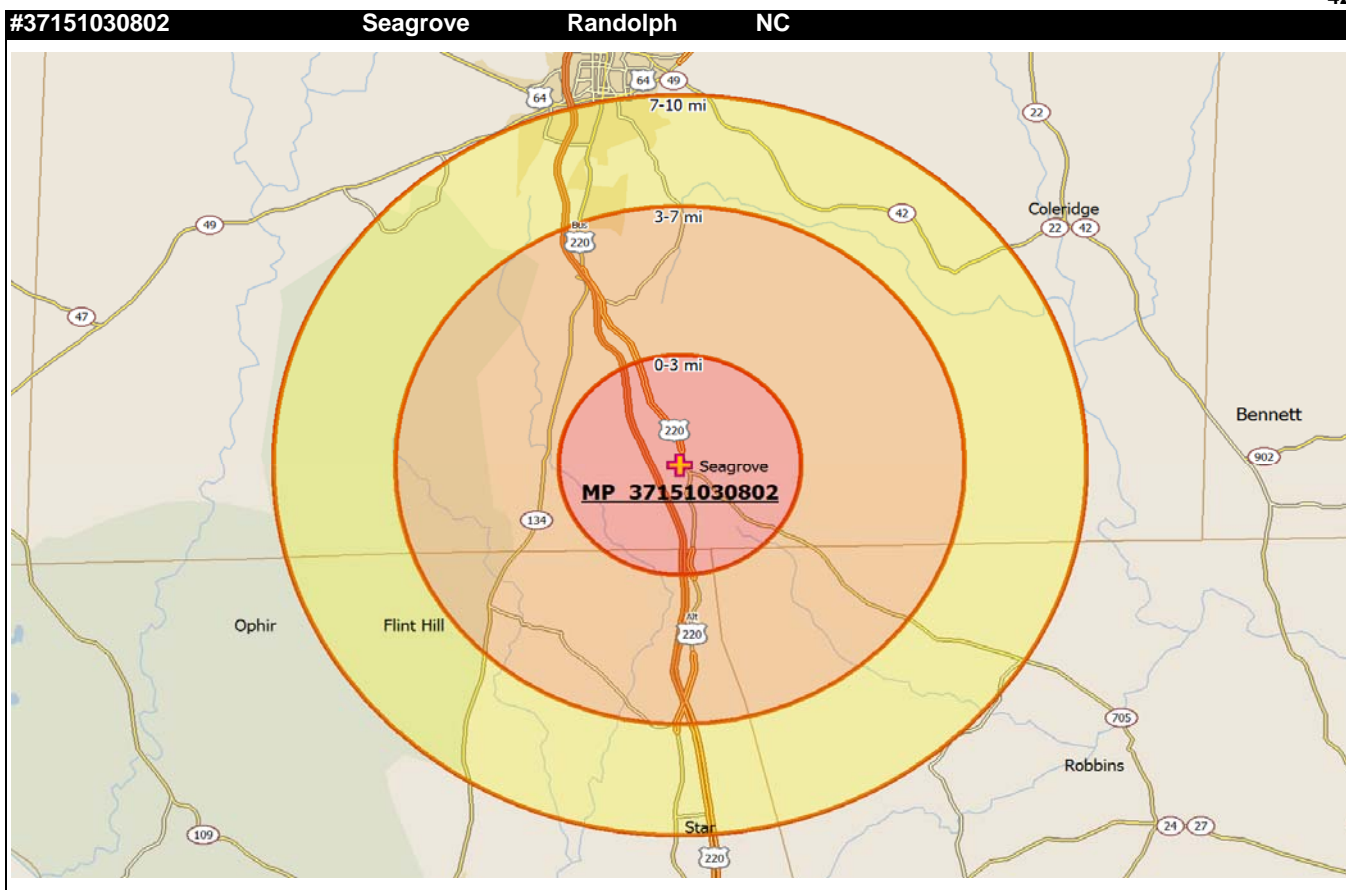 42
#37151030802 Seagrove Randolph NC
64 49
64
7-10 mi
22
Coleridge
3-7 mi
42
49
22 42
Bus
220
47
0-3 mi
Bennett
220
902
Seagrove
MP 37151030802
134
Alt
Ophir
Flint Hill
220
705
Robbins
Star
109
24 27
220